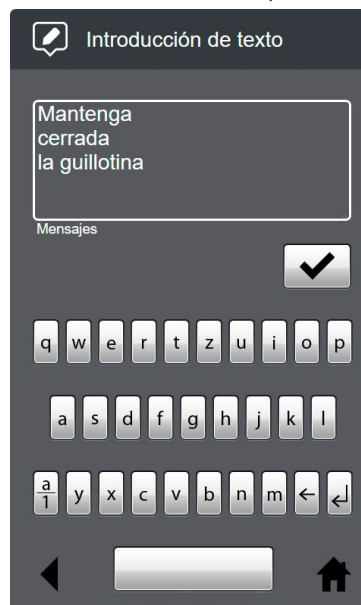 Introducción de texto
Mantenga
cerrada
la guillotina
Mensajes
q w e r t z u i o p
a s d f g h j k l
a/1 y x c v b n m ← ↵